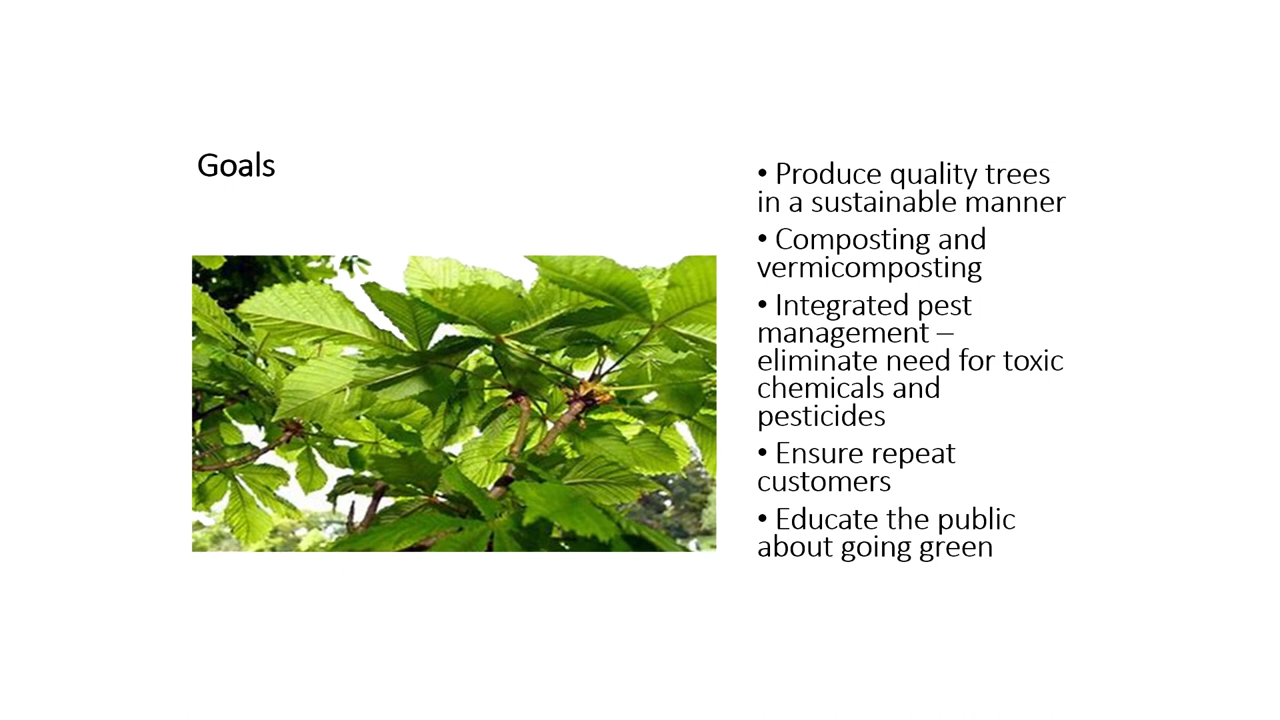 Goals
• Produce quality trees
in a sustainable manner
• Composting and
vermicomposting
• Integrated pest
management –
eliminate need for toxic
chemicals and
pesticides
• Ensure repeat
customers
• Educate the public
about going green